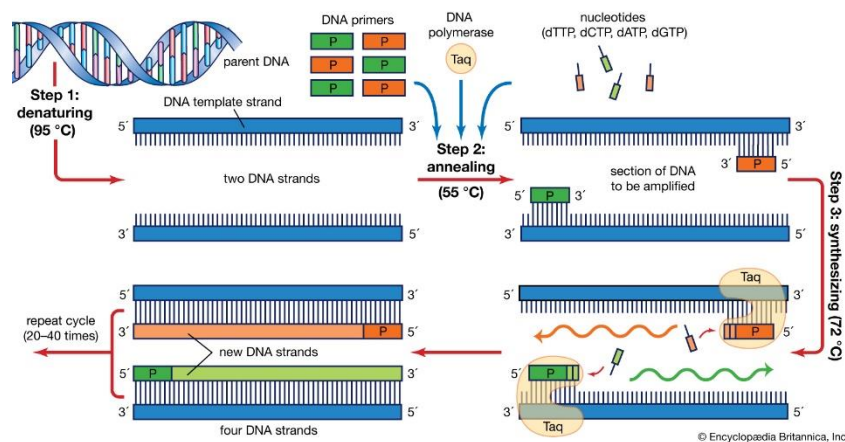 parent DNA
Step 1:
denaturing
(95 °C)
DNA primers
P P
P P
P P
DNA
polymerase
Taq
nucleotides
(dTTP, dCTP, dATP, dGTP)
DNA template strand
5′ 3′
two DNA strands
3′ 5′
Step 2:
annealing
(55 °C)
5′ 3′
3′ P 5′
section of DNA
to be amplified
5′ P 3′
3′ 5′
Step 3: synthesizing (72 °C)
5′ 3′
Taq
P 5′
5′ P
3′ 5′
Taq
5′ 3′
3′ P 5′
new DNA strands
5′ P 3′
3′ 5′
four DNA strands
repeat cycle
(20–40 times)
© Encyclopædia Britannica, Inc.